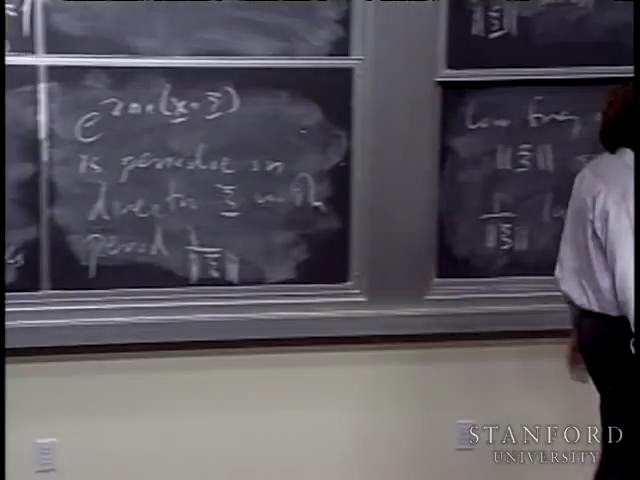 e^{2πi(x·ξ)}
is periodic in
direction ξ with
period 1/‖ξ‖
‖ξ‖
low freq
‖ξ‖
1/‖ξ‖
STANFORD
UNIVERSITY